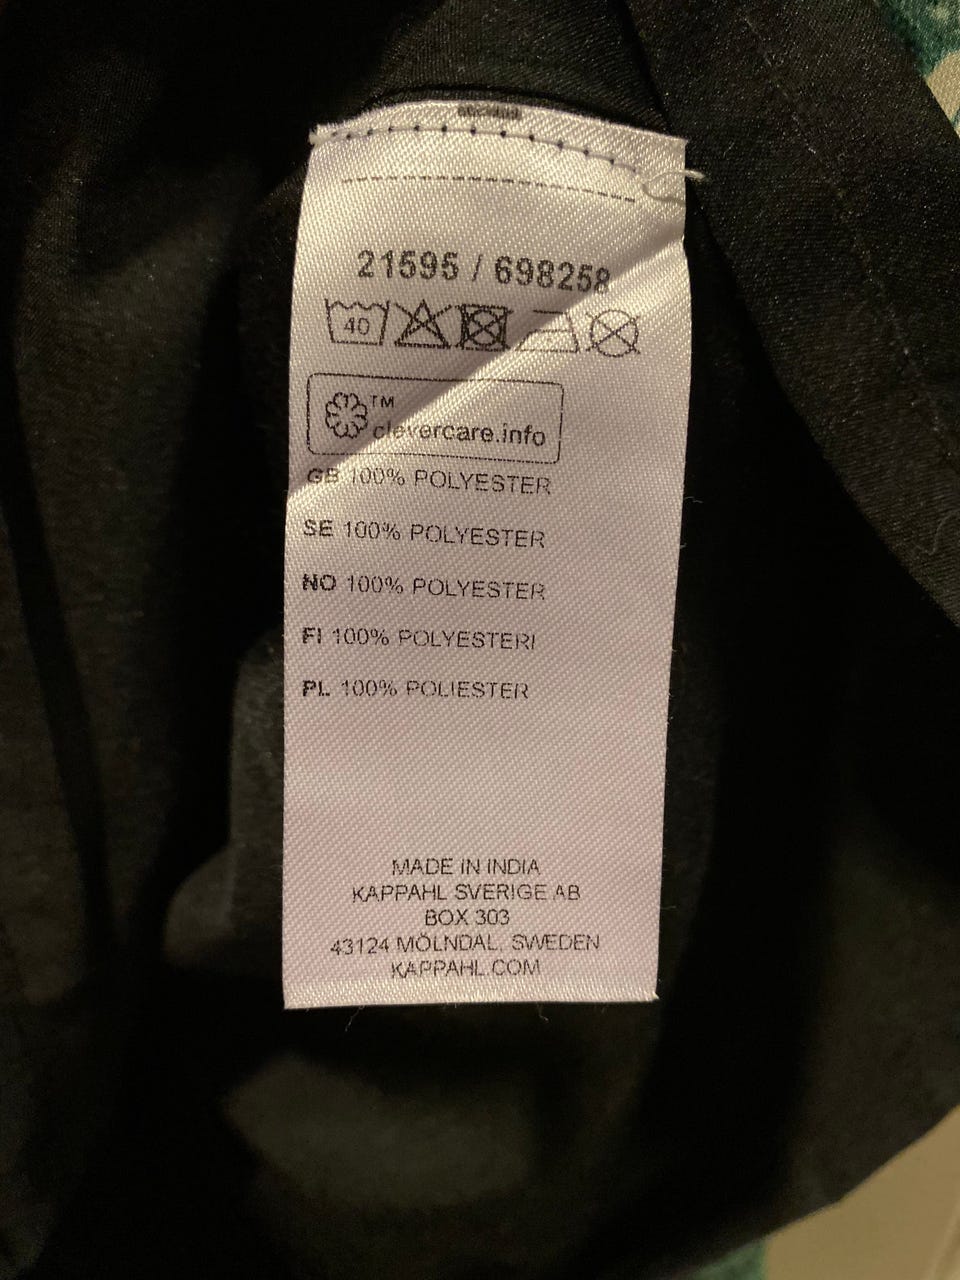 21595 / 698258
40
TM
clevercare.info
GB 100% POLYESTER
SE 100% POLYESTER
NO 100% POLYESTER
FI 100% POLYESTERI
PL 100% POLIESTER
MADE IN INDIA
KAPPAHL SVERIGE AB
BOX 303
43124 MÖLNDAL, SWEDEN
KAPPAHL.COM